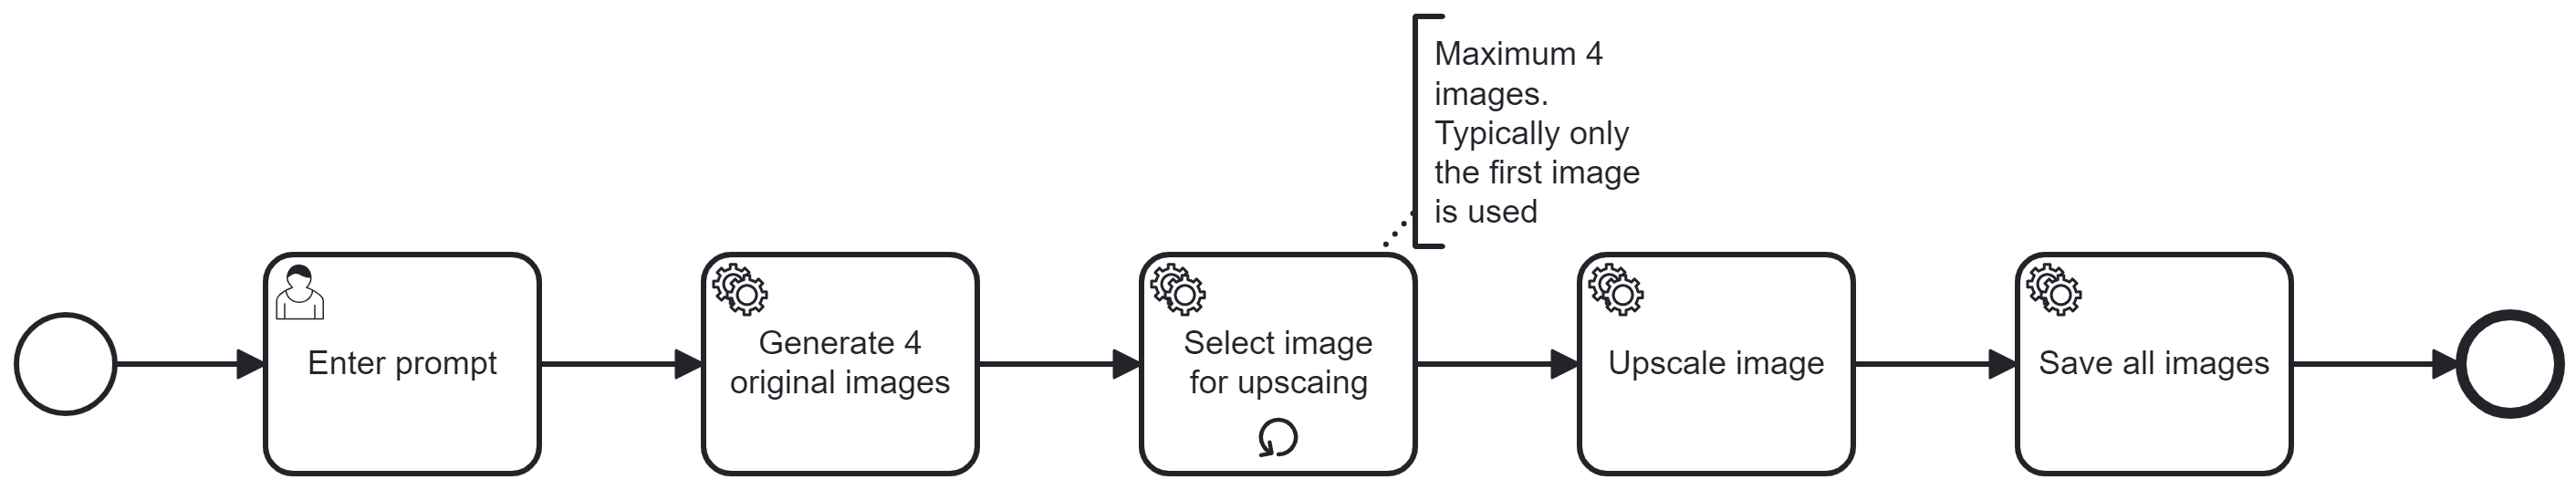 Maximum 4
images.
Typically only
the first image
is used
Enter prompt
Generate 4
original images
Select image
for upscaing
Upscale image
Save all images